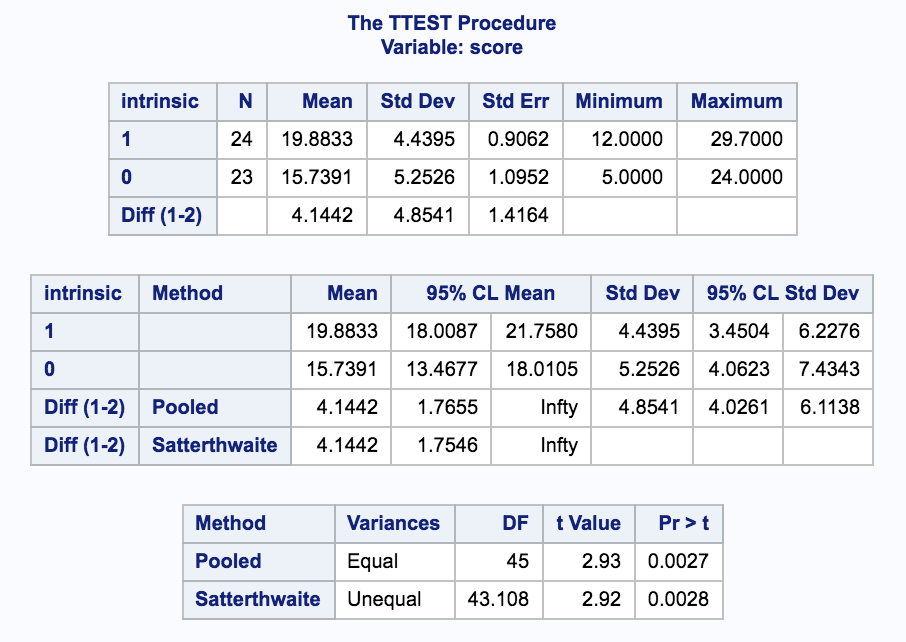 The TTEST Procedure
Variable: score
intrinsic N Mean Std Dev Std Err Minimum Maximum
1 24 19.8833 4.4395 0.9062 12.0000 29.7000
0 23 15.7391 5.2526 1.0952 5.0000 24.0000
Diff (1-2) 4.1442 4.8541 1.4164
intrinsic Method Mean 95% CL Mean Std Dev 95% CL Std Dev
1 19.8833 18.0087 21.7580 4.4395 3.4504 6.2276
0 15.7391 13.4677 18.0105 5.2526 4.0623 7.4343
Diff (1-2) Pooled 4.1442 1.7655 Infty 4.8541 4.0261 6.1138
Diff (1-2) Satterthwaite 4.1442 1.7546 Infty
Method Variances DF t Value Pr > t
Pooled Equal 45 2.93 0.0027
Satterthwaite Unequal 43.108 2.92 0.0028